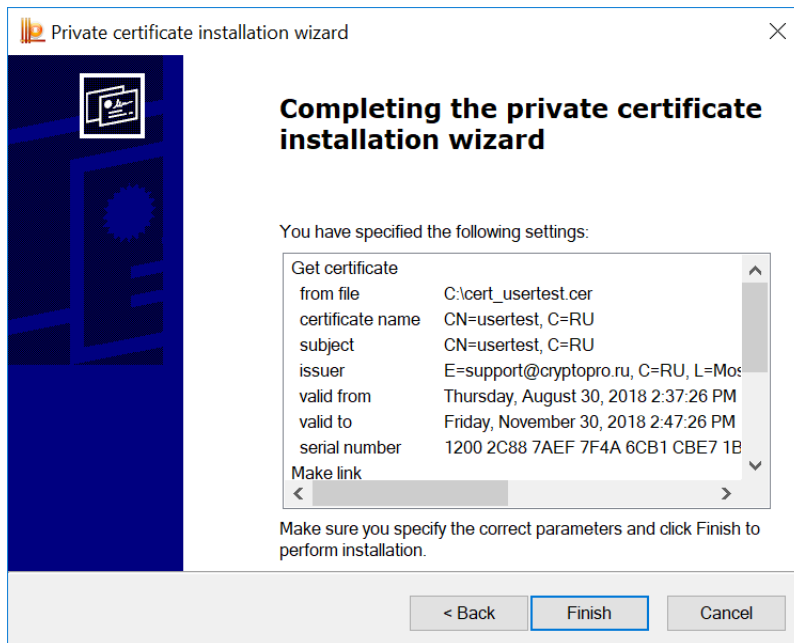 Private certificate installation wizard
Completing the private certificate
installation wizard
You have specified the following settings:
Get certificate
from file C:\cert_usertest.cer
certificate name CN=usertest, C=RU
subject CN=usertest, C=RU
issuer E=support@cryptopro.ru, C=RU, L=Mos
valid from Thursday, August 30, 2018 2:37:26 PM
valid to Friday, November 30, 2018 2:47:26 PM
serial number 1200 2C88 7AEF 7F4A 6CB1 CBE7 1B
Make link
Make sure you specify the correct parameters and click Finish to
perform installation.
< Back Finish Cancel